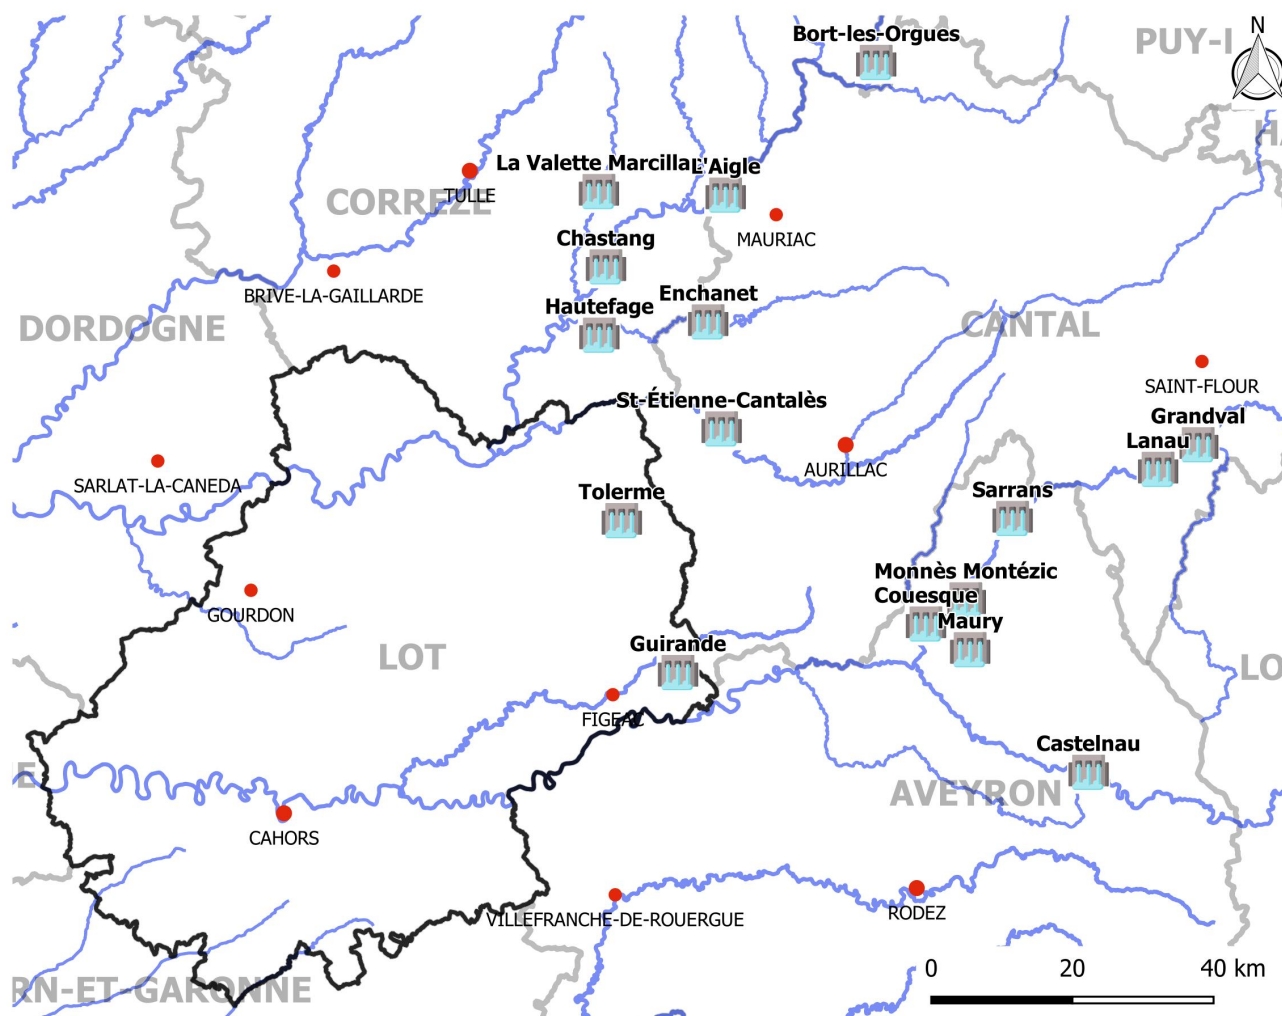 N
Bort-les-Orgues
PUY-
La Valette Marcilla
L'Aigle
TULLE
CORREZE
MAURIAC
Chastang
BRIVE-LA-GAILLARDE
Enchanet
Hautefage
DORDOGNE
CANTAL
SAINT-FLOUR
St-Étienne-Cantalès
Grandval
Lanau
AURILLAC
SARLAT-LA-CANEDA
Tolerme
Sarrans
Monnès Montézic
Couesque
Maury
GOURDON
LOT
Guirande
LO
FIGEAC
Castelnau
E
AVEYRON
CAHORS
VILLEFRANCHE-DE-ROUERGUE
RODEZ
RN-ET-GARONNE
0 20 40 km